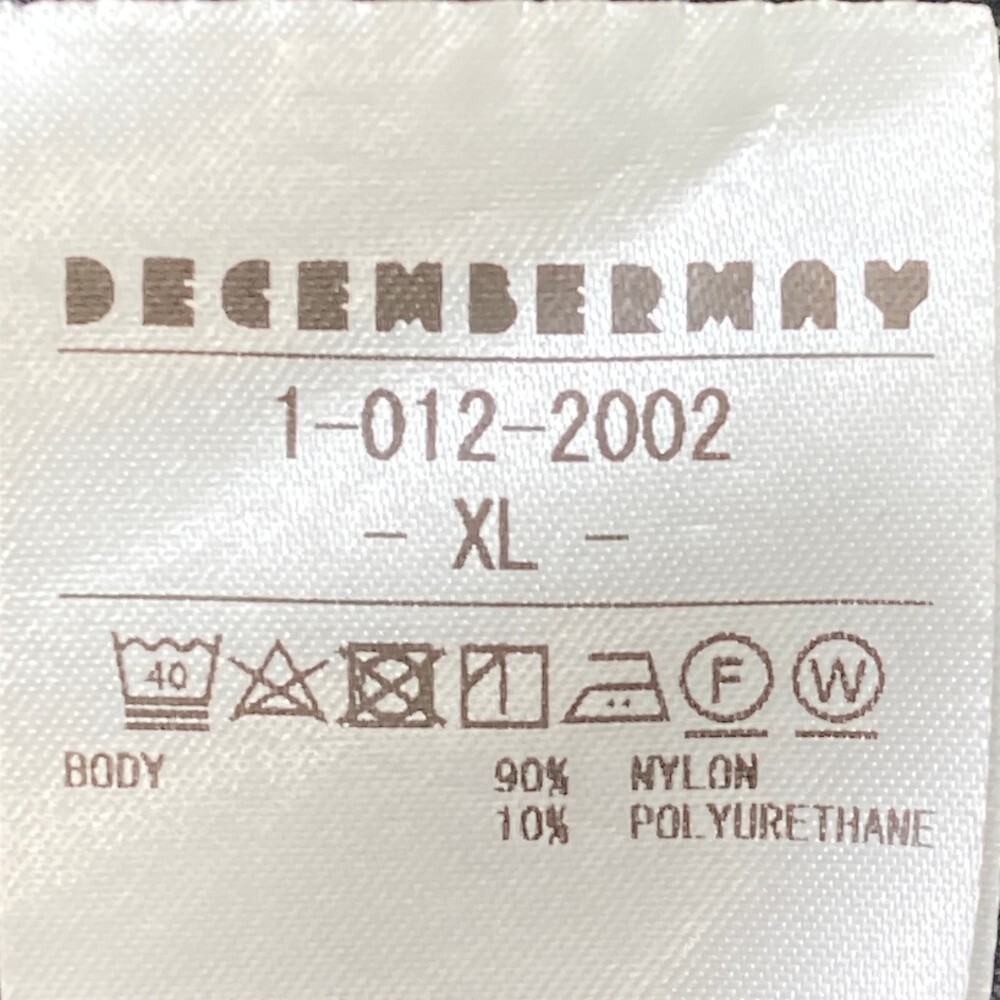 DECEMBERMAY
1-012-2002
- XL -
40 F W
BODY 90% NYLON
10% POLYURETHANE